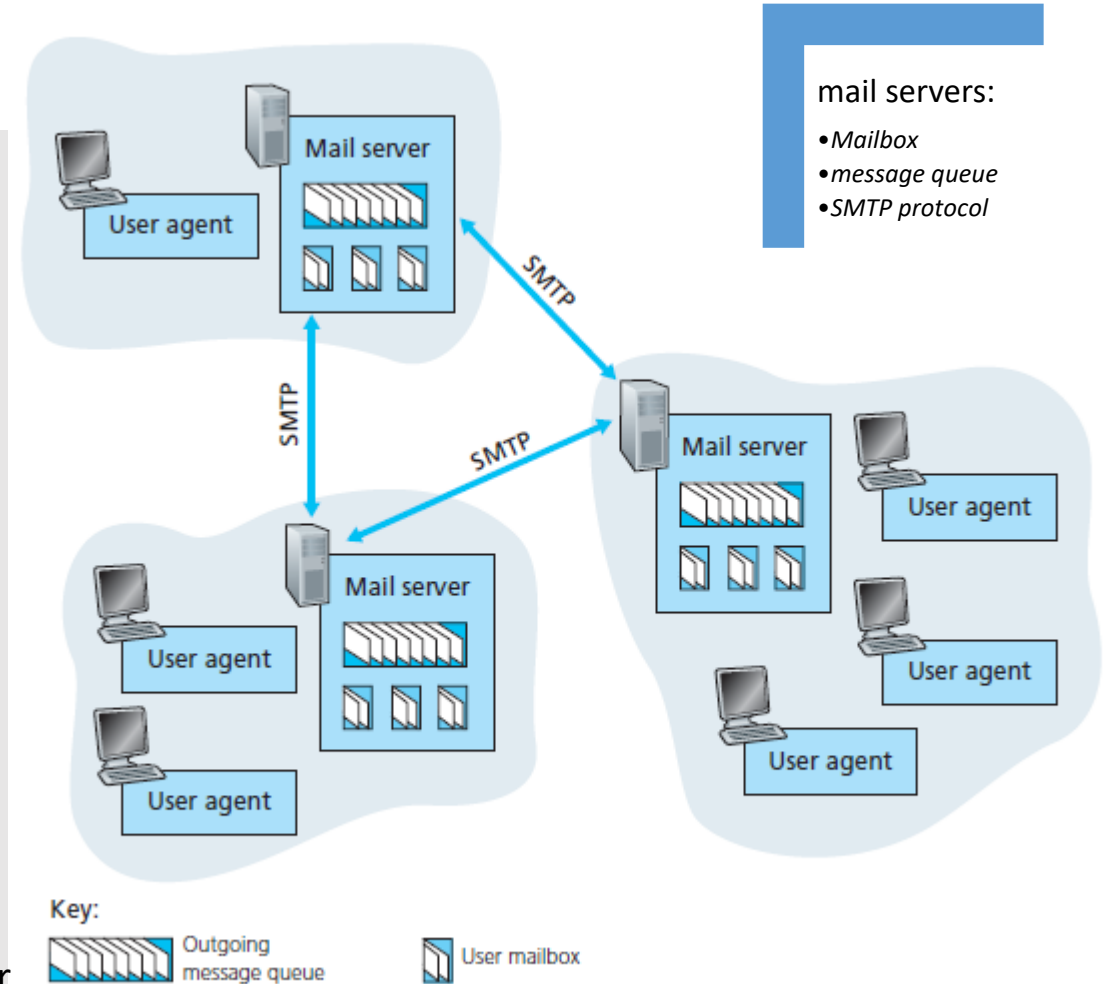 mail servers:
•Mailbox
•message queue
•SMTP protocol
Mail server
User agent
SMTP
SMTP
SMTP
Mail server
User agent
User agent
User agent
Mail server
User agent
User agent
Key:
Outgoing
message queue
User mailbox
r